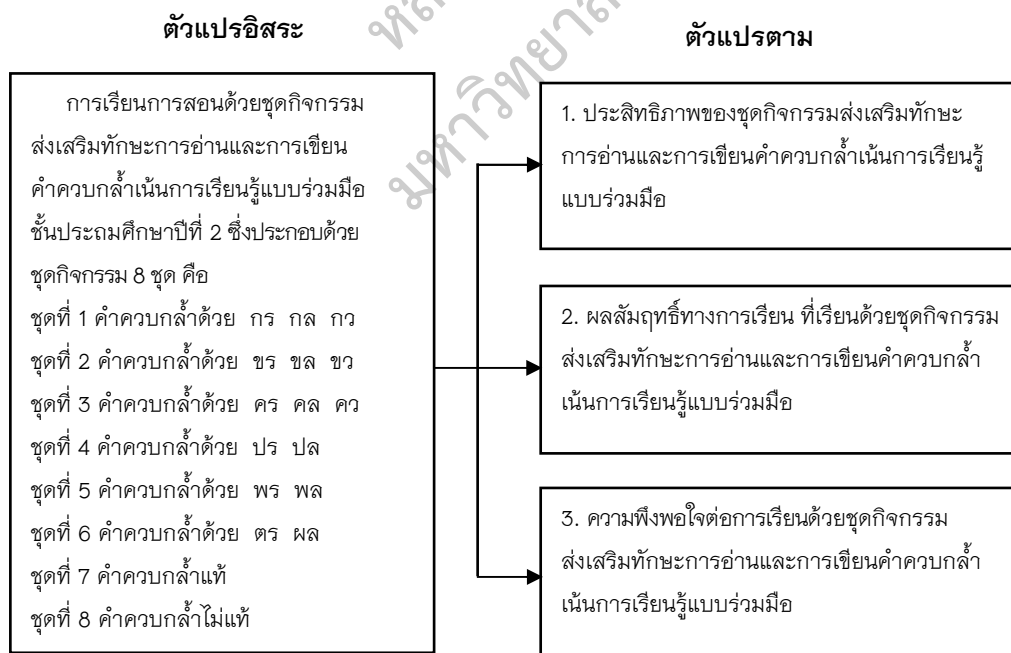 ตัวแปรอิสระ
การเรียนการสอนด้วยชุดกิจกรรม
ส่งเสริมทักษะการอ่านและการเขียน
คำควบกล้ำเน้นการเรียนรู้แบบร่วมมือ
ชั้นประถมศึกษาปีที่ 2 ซึ่งประกอบด้วย
ชุดกิจกรรม 8 ชุด คือ
ชุดที่ 1 คำควบกล้ำด้วย กร กล กว
ชุดที่ 2 คำควบกล้ำด้วย ขร ขล ขว
ชุดที่ 3 คำควบกล้ำด้วย คร คล คว
ชุดที่ 4 คำควบกล้ำด้วย ปร ปล
ชุดที่ 5 คำควบกล้ำด้วย พร พล
ชุดที่ 6 คำควบกล้ำด้วย ตร ผล
ชุดที่ 7 คำควบกล้ำแท้
ชุดที่ 8 คำควบกล้ำไม่แท้
ตัวแปรตาม
1. ประสิทธิภาพของชุดกิจกรรมส่งเสริมทักษะ
การอ่านและการเขียนคำควบกล้ำเน้นการเรียนรู้
แบบร่วมมือ
2. ผลสัมฤทธิ์ทางการเรียน ที่เรียนด้วยชุดกิจกรรม
ส่งเสริมทักษะการอ่านและการเขียนคำควบกล้ำ
เน้นการเรียนรู้แบบร่วมมือ
3. ความพึงพอใจต่อการเรียนด้วยชุดกิจกรรม
ส่งเสริมทักษะการอ่านและการเขียนคำควบกล้ำ
เน้นการเรียนรู้แบบร่วมมือ